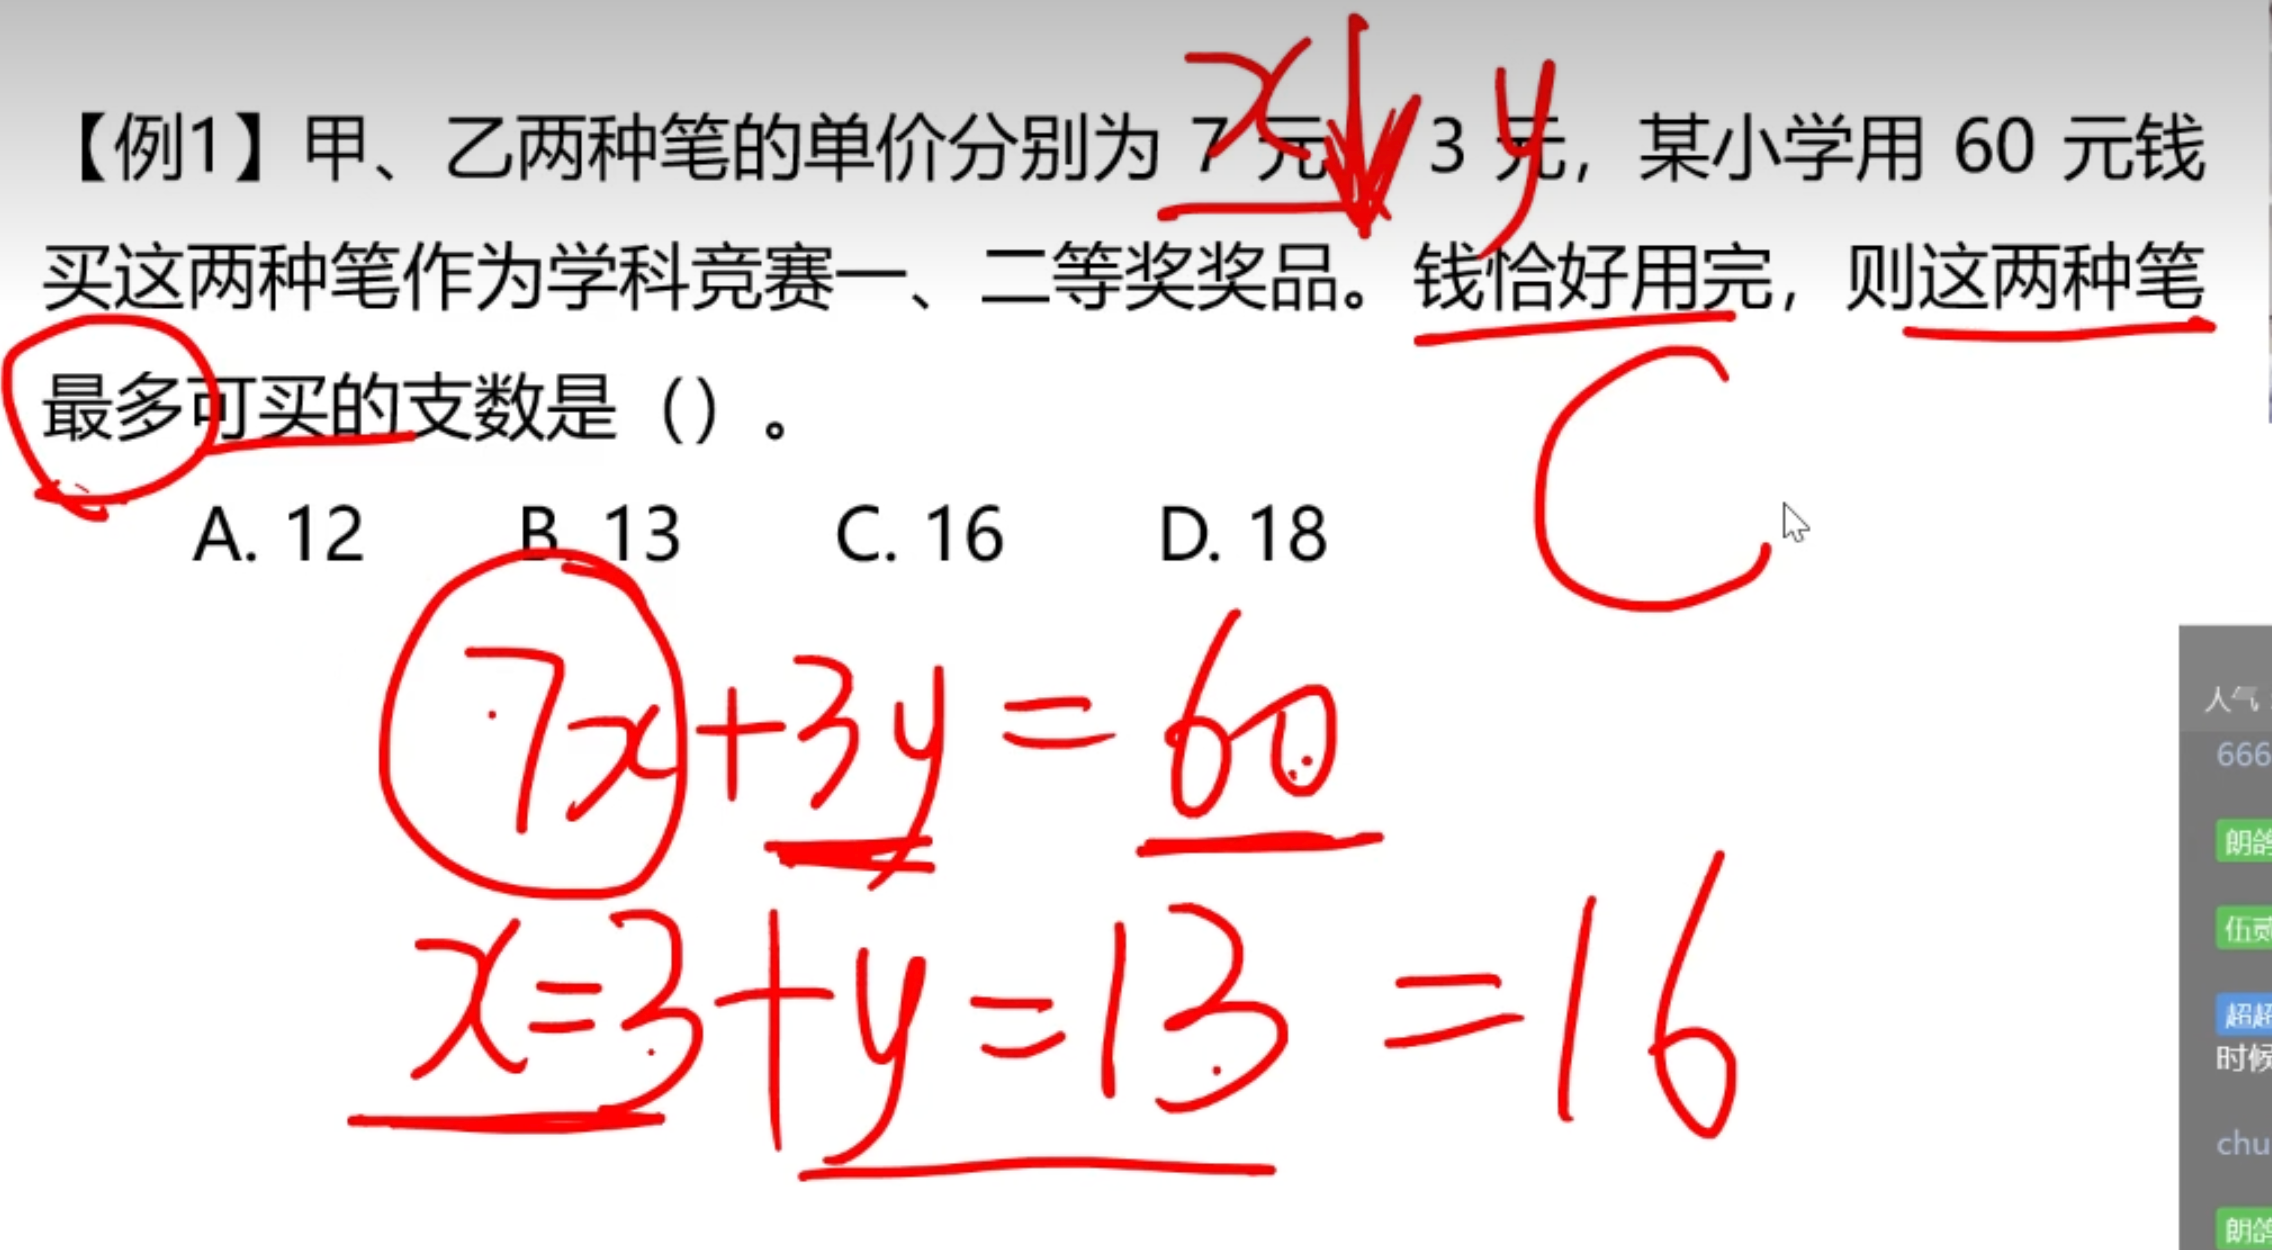 【例1】甲、乙两种笔的单价分别为 7 元、3 元，某小学用 60 元钱
买这两种笔作为学科竞赛一、二等奖奖品。钱恰好用完，则这两种笔
最多可买的支数是（）。
A. 12 B. 13 C. 16 D. 18
x y
C
7x+3y=60
x=3+y=13=16
人气
666
朗鸽
伍贰
超超
时候
chu
朗鸽